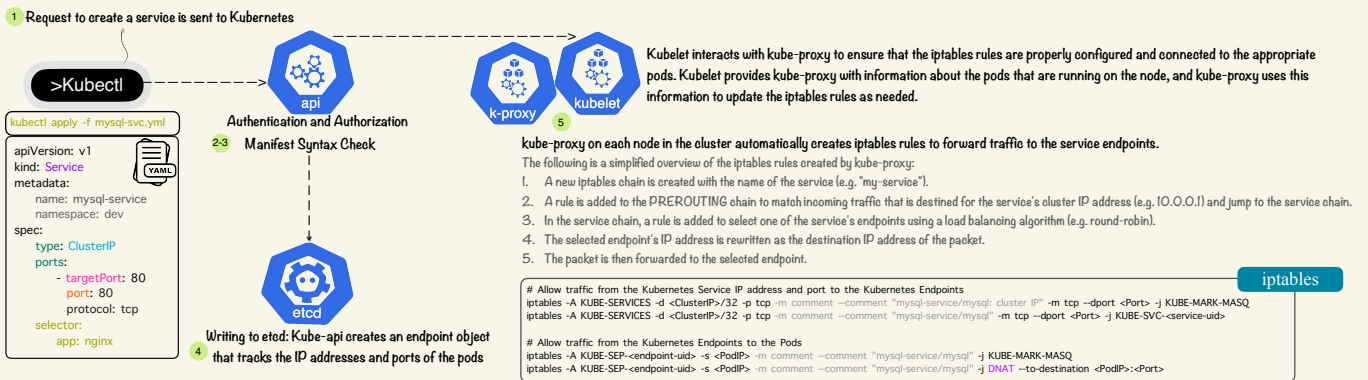 1 Request to create a service is sent to Kubernetes
>Kubectl
api
k-proxy
kubelet
Kubelet interacts with kube-proxy to ensure that the iptables rules are properly configured and connected to the appropriate
pods. Kubelet provides kube-proxy with information about the pods that are running on the node, and kube-proxy uses this
information to update the iptables rules as needed.
kubectl apply -f mysql-svc.yml
apiVersion: v1
kind: Service
metadata:
name: mysql-service
namespace: dev
spec:
type: ClusterIP
ports:
- targetPort: 80
port: 80
protocol: tcp
selector:
app: nginx
YAML
Authentication and Authorization
2-3 Manifest Syntax Check
etcd
4 Writing to etcd: Kube-api creates an endpoint object
that tracks the IP addresses and ports of the pods
5
kube-proxy on each node in the cluster automatically creates iptables rules to forward traffic to the service endpoints.
The following is a simplified overview of the iptables rules created by kube-proxy:
1. A new iptables chain is created with the name of the service (e.g. "my-service").
2. A rule is added to the PREROUTING chain to match incoming traffic that is destined for the service's cluster IP address (e.g. 10.0.0.1) and jump to the service chain.
3. In the service chain, a rule is added to select one of the service's endpoints using a load balancing algorithm (e.g. round-robin).
4. The selected endpoint's IP address is rewritten as the destination IP address of the packet.
5. The packet is then forwarded to the selected endpoint.
iptables
# Allow traffic from the Kubernetes Service IP address and port to the Kubernetes Endpoints
iptables -A KUBE-SERVICES -d <ClusterIP>/32 -p tcp -m comment --comment "mysql-service/mysql: cluster IP" -m tcp --dport <Port> -j KUBE-MARK-MASQ
iptables -A KUBE-SERVICES -d <ClusterIP>/32 -p tcp -m comment --comment "mysql-service/mysql" -m tcp --dport <Port> -j KUBE-SVC-<service-uid>
# Allow traffic from the Kubernetes Endpoints to the Pods
iptables -A KUBE-SEP-<endpoint-uid> -s <PodIP> -m comment --comment "mysql-service/mysql" -j KUBE-MARK-MASQ
iptables -A KUBE-SEP-<endpoint-uid> -s <PodIP> -m comment --comment "mysql-service/mysql" -j DNAT --to-destination <PodIP>:<Port>